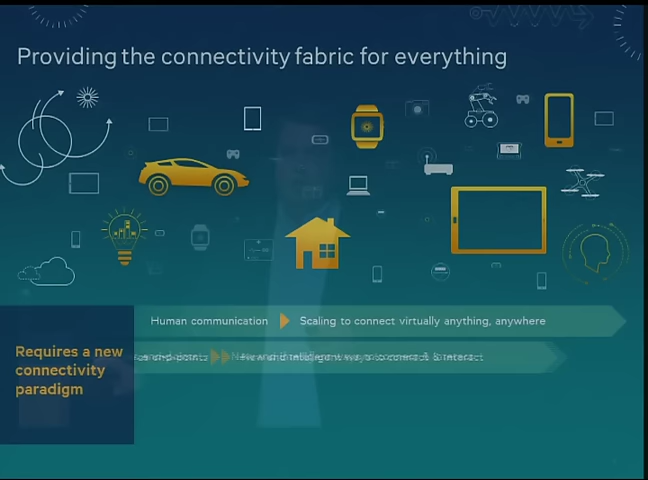 Providing the connectivity fabric for everything
Human communication
Scaling to connect virtually anything, anywhere
Requires a new
connectivity
paradigm